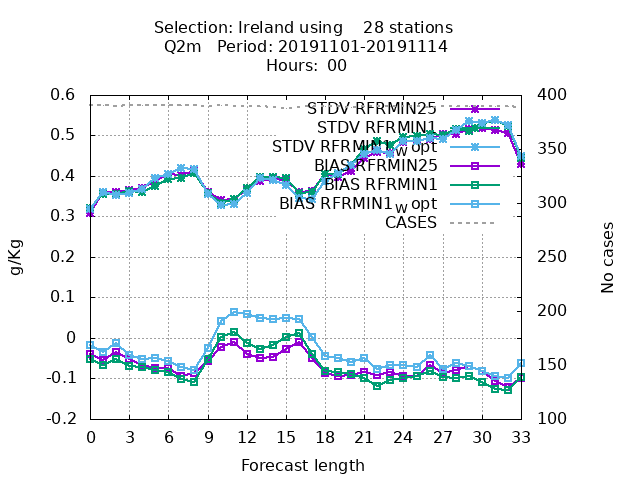 Selection: Ireland using    28 stations
Q2m   Period: 20191101-20191114
Hours:  00
0.6
0.5
0.4
0.3
0.2
0.1
0
-0.1
-0.2
g/Kg
STDV RFRMIN25
STDV RFRMIN1
STDV RFRMIN1_W opt
BIAS RFRMIN25
BIAS RFRMIN1
BIAS RFRMIN1_W opt
CASES
400
350
300
250
200
150
100
No cases
0 3 6 9 12 15 18 21 24 27 30 33
Forecast length